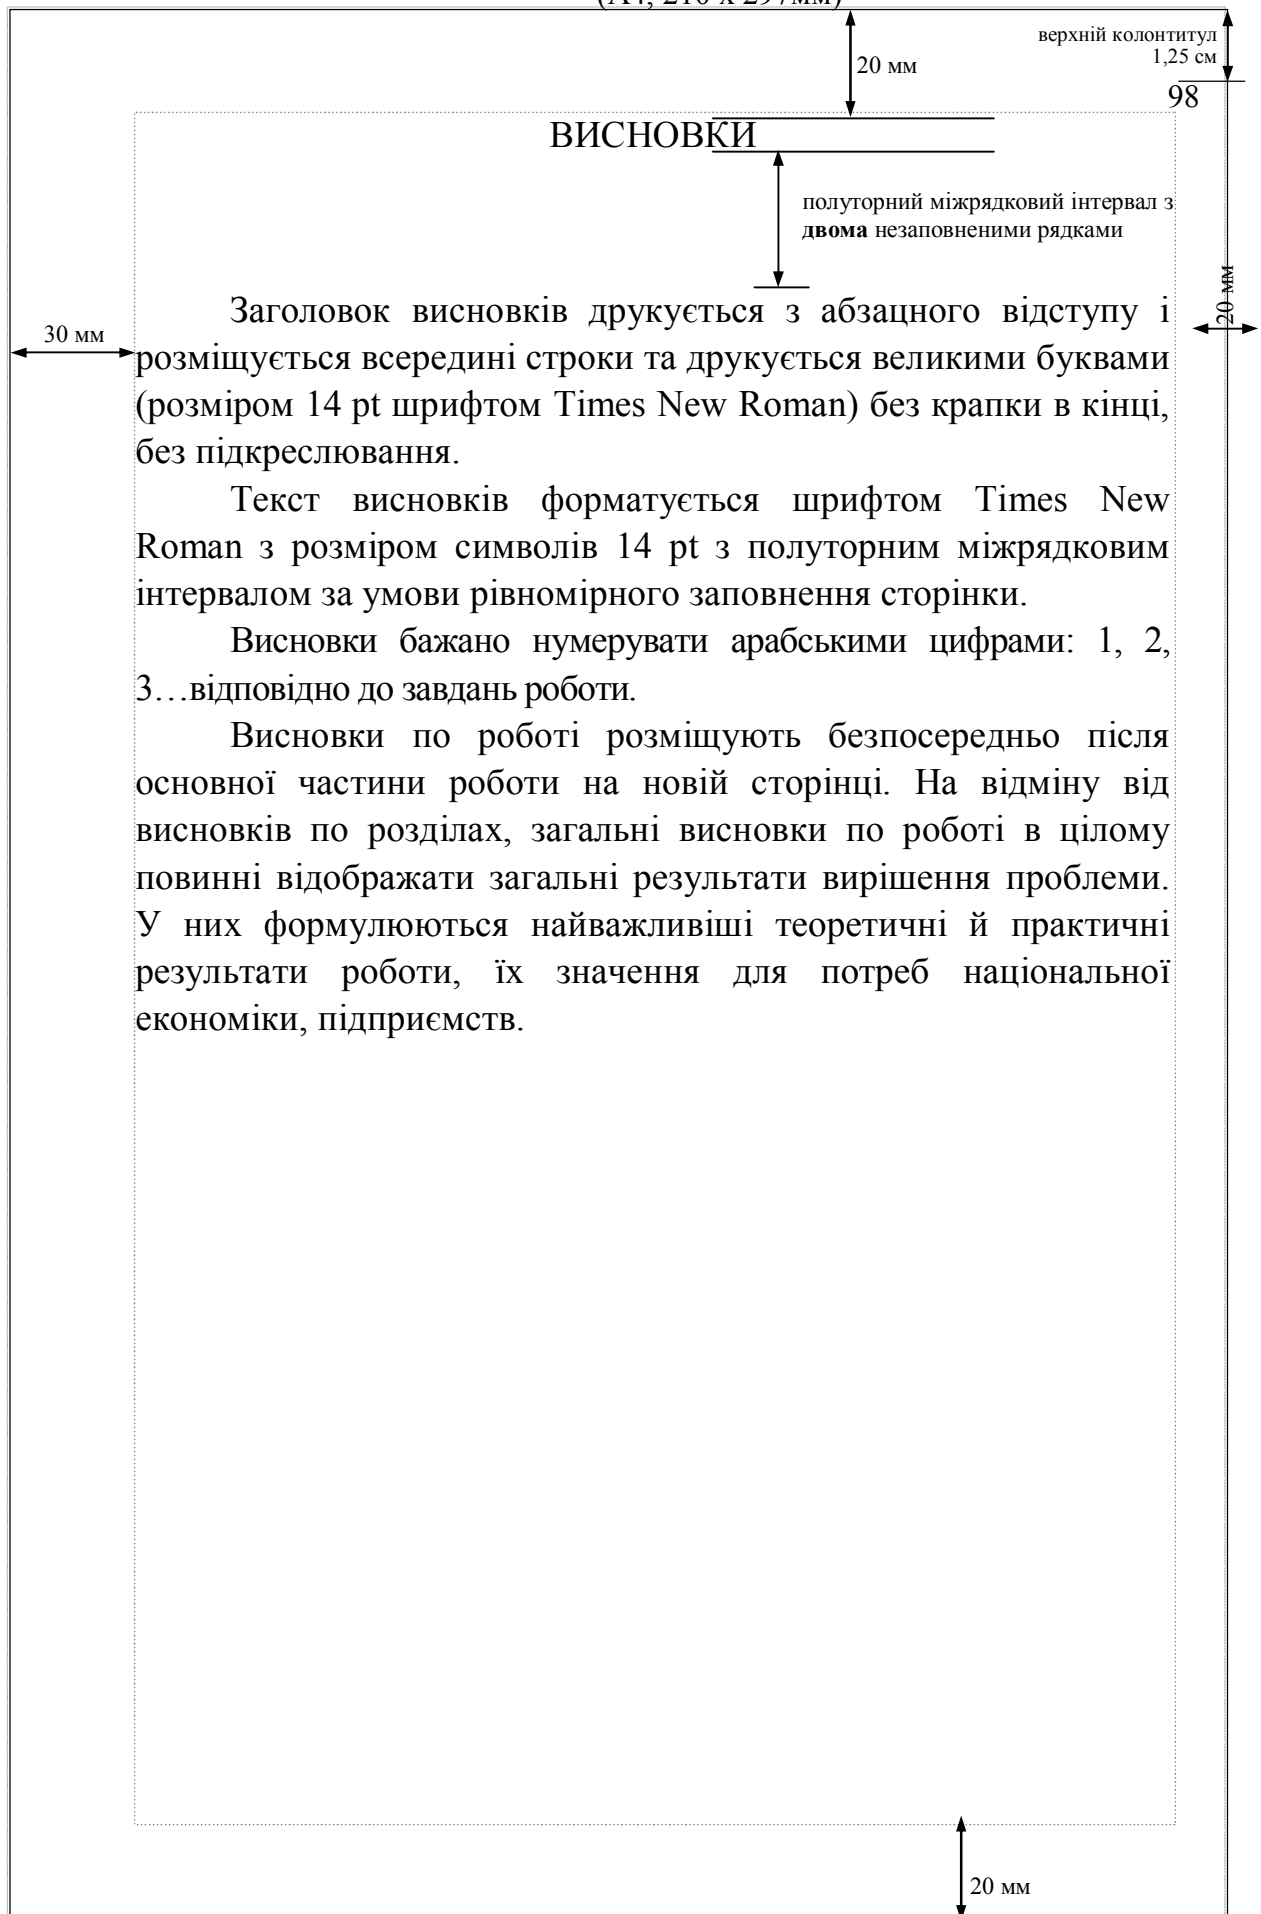 (А4, 210 х 297мм)
верхній колонтитул
1,25 см
20 мм
98
ВИСНОВКИ
полуторний міжрядковий інтервал з
двома незаповненими рядками
20 мм
30 мм
Заголовок висновків друкується з абзацного відступу і
розміщується всередині строки та друкується великими буквами
(розміром 14 pt шрифтом Times New Roman) без крапки в кінці,
без підкреслювання.
Текст висновків форматується шрифтом Times New
Roman з розміром символів 14 pt з полуторним міжрядковим
інтервалом за умови рівномірного заповнення сторінки.
Висновки бажано нумерувати арабськими цифрами: 1, 2,
3…відповідно до завдань роботи.
Висновки по роботі розміщують безпосередньо після
основної частини роботи на новій сторінці. На відміну від
висновків по розділах, загальні висновки по роботі в цілому
повинні відображати загальні результати вирішення проблеми.
У них формулюються найважливіші теоретичні й практичні
результати роботи, їх значення для потреб національної
економіки, підприємств.
20 мм